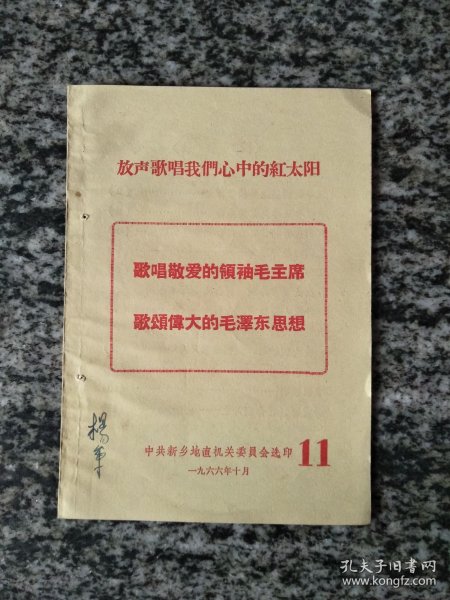 放声歌唱我們心中的紅太阳
歌唱敬爱的領袖毛主席
歌頌偉大的毛澤东思想
中共新乡地直机关委員会选印
11
一九六六年十月
杨
孔夫子旧书网
www.kongfz.com